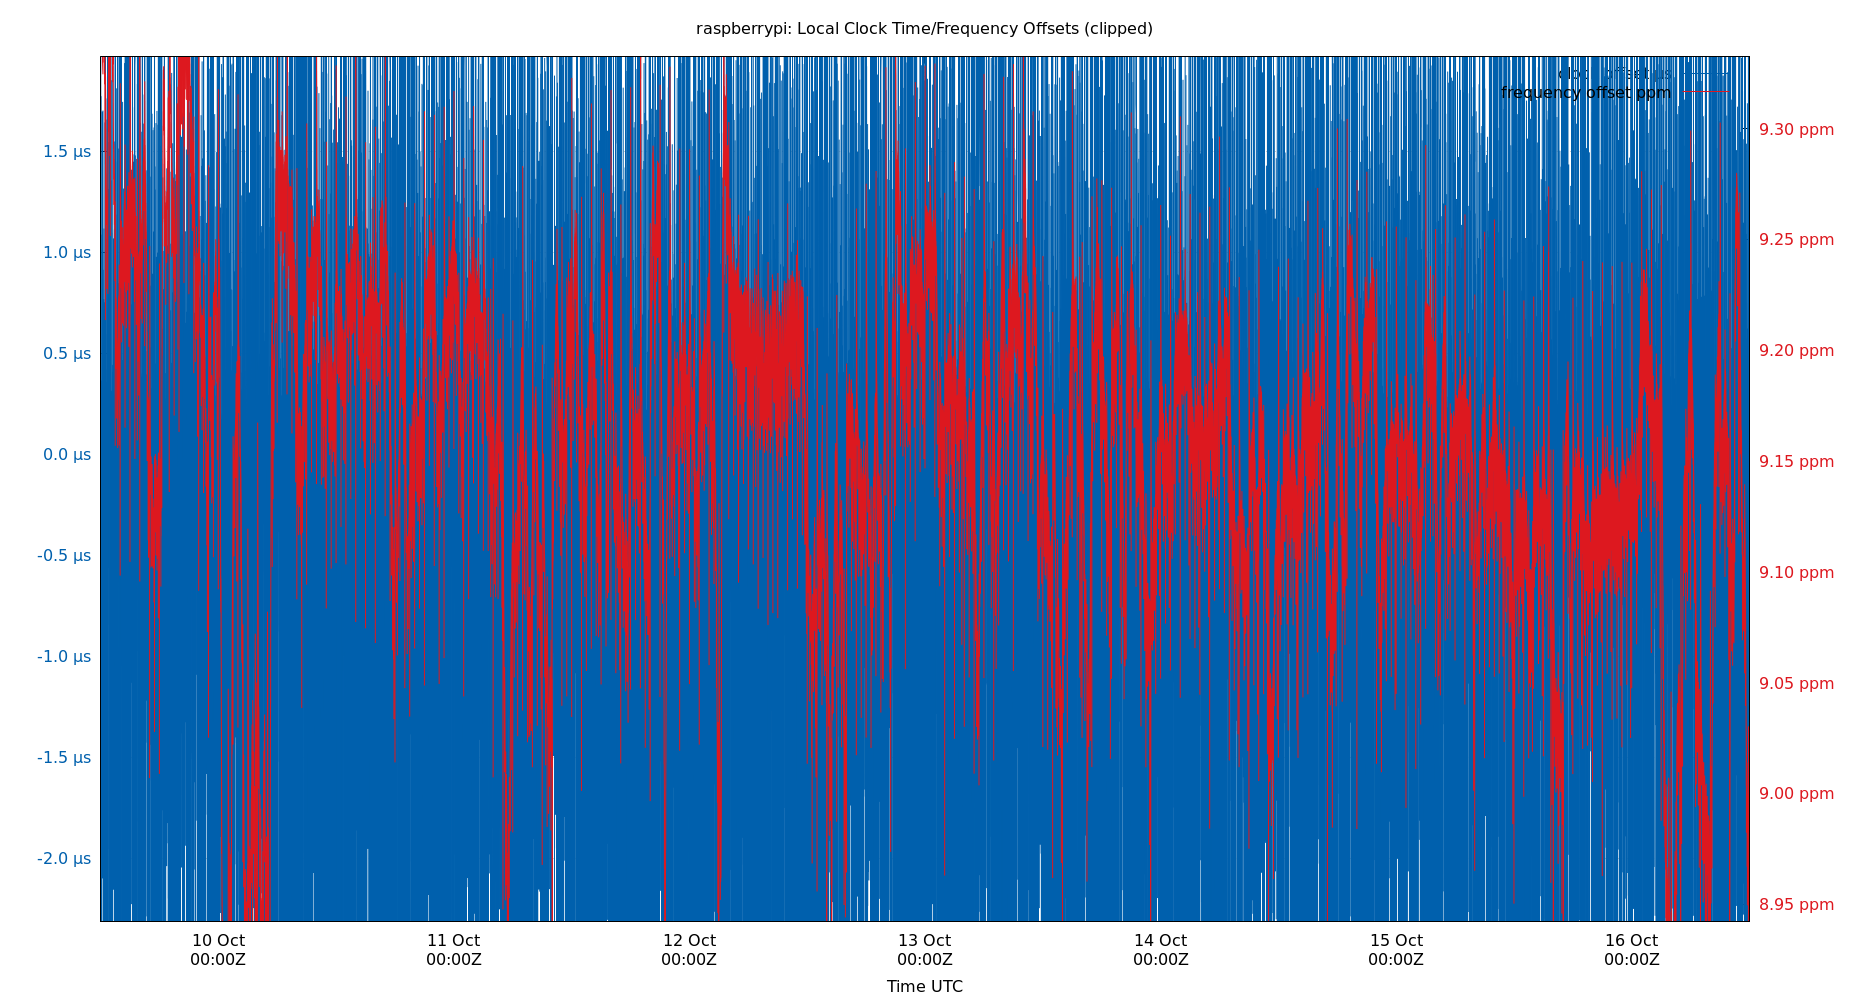 raspberrypi: Local Clock Time/Frequency Offsets (clipped)
clock offset µs
frequency offset ppm
1.5 µs
1.0 µs
0.5 µs
0.0 µs
-0.5 µs
-1.0 µs
-1.5 µs
-2.0 µs
9.30 ppm
9.25 ppm
9.20 ppm
9.15 ppm
9.10 ppm
9.05 ppm
9.00 ppm
8.95 ppm
10 Oct
00:00Z
11 Oct
00:00Z
12 Oct
00:00Z
13 Oct
00:00Z
14 Oct
00:00Z
15 Oct
00:00Z
16 Oct
00:00Z
Time UTC